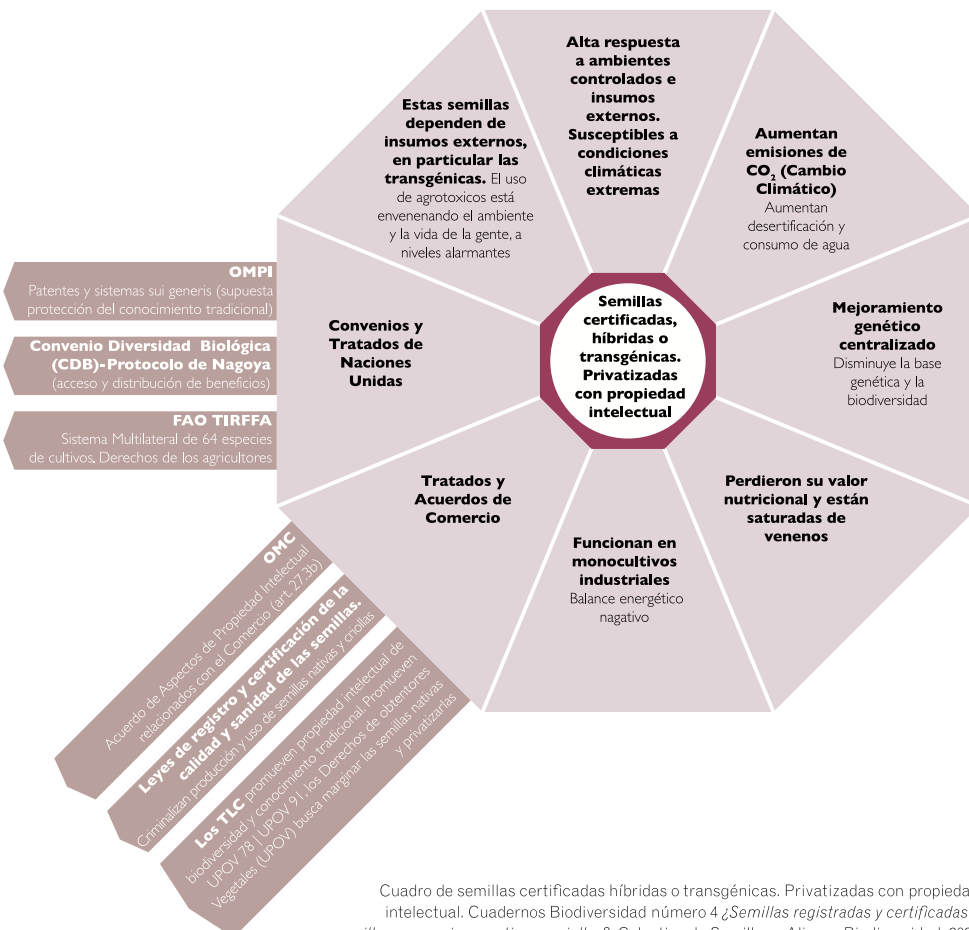 Alta respuesta
a ambientes
controlados e
insumos
externos.
Susceptibles a
condiciones
climáticas
extremas
Estas semillas
dependen de
insumos externos,
en particular las
transgénicas. El uso
de agrotoxicos está
envenenando el ambiente
y la vida de la gente, a
niveles alarmantes
Aumentan
emisiones de
CO2 (Cambio
Climático)
Aumentan
desertificación y
consumo de agua
OMPI
Patentes y sistemas sui generis (supuesta
protección del conocimiento tradicional)
Convenio Diversidad Biológica
(CDB)-Protocolo de Nagoya
(acceso y distribución de beneficios)
FAO TIRFFA
Sistema Multilateral de 64 especies
de cultivos. Derechos de los agricultores
Convenios y
Tratados de
Naciones
Unidas
Semillas
certificadas,
híbridas o
transgénicas.
Privatizadas
con propiedad
intelectual
Mejoramiento
genético
centralizado
Disminuye la base
genética y la
biodiversidad
Tratados y
Acuerdos de
Comercio
Funcionan en
monocultivos
industriales
Balance energético
nagativo
Perdieron su valor
nutricional y están
saturadas de
venenos
OMC
Acuerdo de Aspectos de Propiedad Intelectual
relacionados con el Comercio (art. 27.3b)
Leyes de registro y certificación de la
calidad y sanidad de las semillas.
Criminalizan producción y uso de semillas nativas y criollas
Los TLC promueven propiedad intelectual de
biodiversidad y conocimiento tradicional. Promueven
UPOV 78 | UPOV 91, los Derechos de obtentores
Vegetales (UPOV) busca marginar las semillas nativas
y privatizarlas
Cuadro de semillas certificadas híbridas o transgénicas. Privatizadas con propieda
intelectual. Cuadernos Biodiversidad número 4 ¿Semillas registradas y certificadas